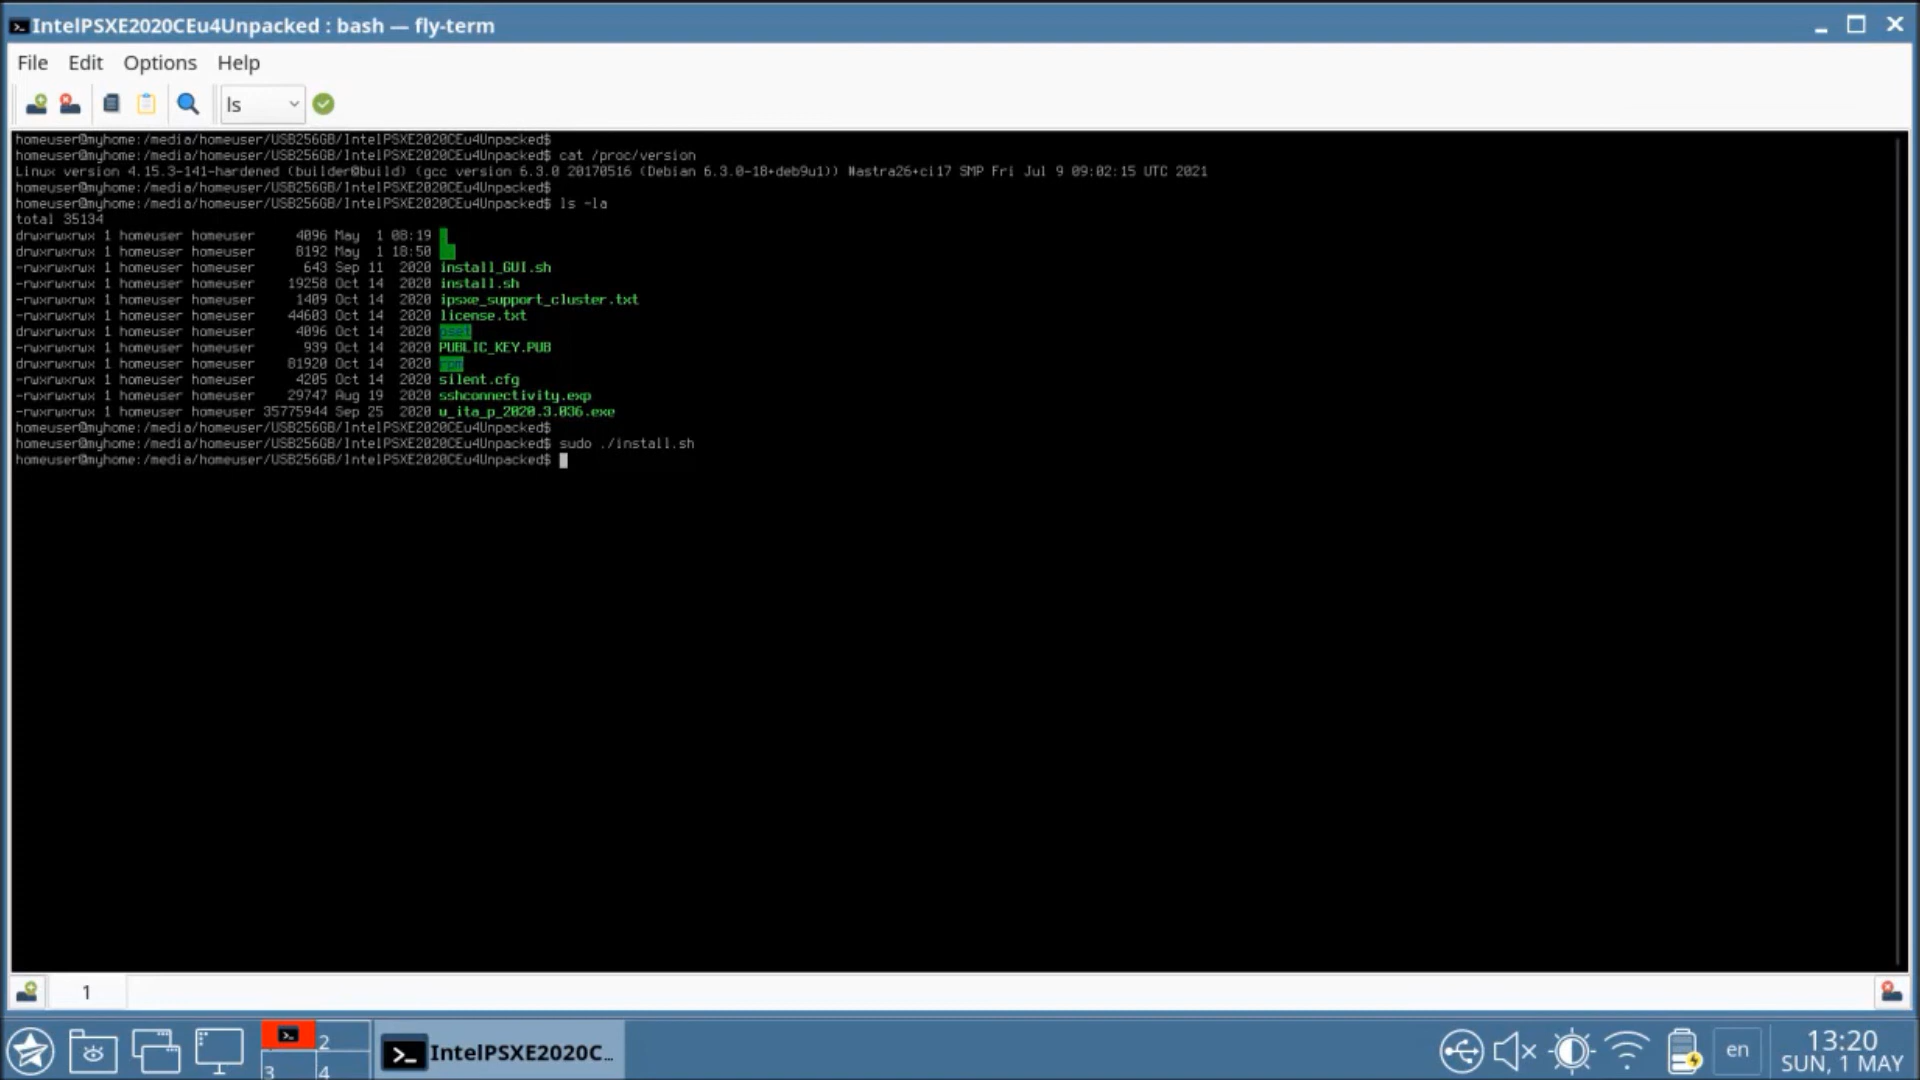 IntelPSXE2020CEu4Unpacked : bash — fly-term
File Edit Options Help
ls
homeuser@myhome:/media/homeuser/USB256GB/IntelPSXE2020CEu4Unpacked$
homeuser@myhome:/media/homeuser/USB256GB/IntelPSXE2020CEu4Unpacked$ cat /proc/version
Linux version 4.15.3-141-hardened (builder@build) (gcc version 6.3.0 20170516 (Debian 6.3.0-18+deb9u1)) #astra26+ci17 SMP Fri Jul 9 09:02:15 UTC 2021
homeuser@myhome:/media/homeuser/USB256GB/IntelPSXE2020CEu4Unpacked$
homeuser@myhome:/media/homeuser/USB256GB/IntelPSXE2020CEu4Unpacked$ ls -la
total 35134
drwxrwxrwx 1 homeuser homeuser 4096 May 1 08:19 .
drwxrwxrwx 1 homeuser homeuser 8192 May 1 18:50 ..
-rwxrwxrwx 1 homeuser homeuser 643 Sep 11 2020 install_GUI.sh
-rwxrwxrwx 1 homeuser homeuser 19258 Oct 14 2020 install.sh
-rwxrwxrwx 1 homeuser homeuser 1409 Oct 14 2020 ipsxe_support_cluster.txt
-rwxrwxrwx 1 homeuser homeuser 44603 Oct 14 2020 license.txt
drwxrwxrwx 1 homeuser homeuser 4096 Oct 14 2020 pset
-rwxrwxrwx 1 homeuser homeuser 939 Oct 14 2020 PUBLIC_KEY.PUB
drwxrwxrwx 1 homeuser homeuser 81920 Oct 14 2020 rpm
-rwxrwxrwx 1 homeuser homeuser 4205 Oct 14 2020 silent.cfg
-rwxrwxrwx 1 homeuser homeuser 29747 Aug 19 2020 sshconnectivity.exp
-rwxrwxrwx 1 homeuser homeuser 35775944 Sep 25 2020 w_ita_p_2020.3.036.exe
homeuser@myhome:/media/homeuser/USB256GB/IntelPSXE2020CEu4Unpacked$
homeuser@myhome:/media/homeuser/USB256GB/IntelPSXE2020CEu4Unpacked$ sudo ./install.sh
homeuser@myhome:/media/homeuser/USB256GB/IntelPSXE2020CEu4Unpacked$
1
2
3 4
IntelPSXE2020C...
en
13:20
SUN, 1 MAY